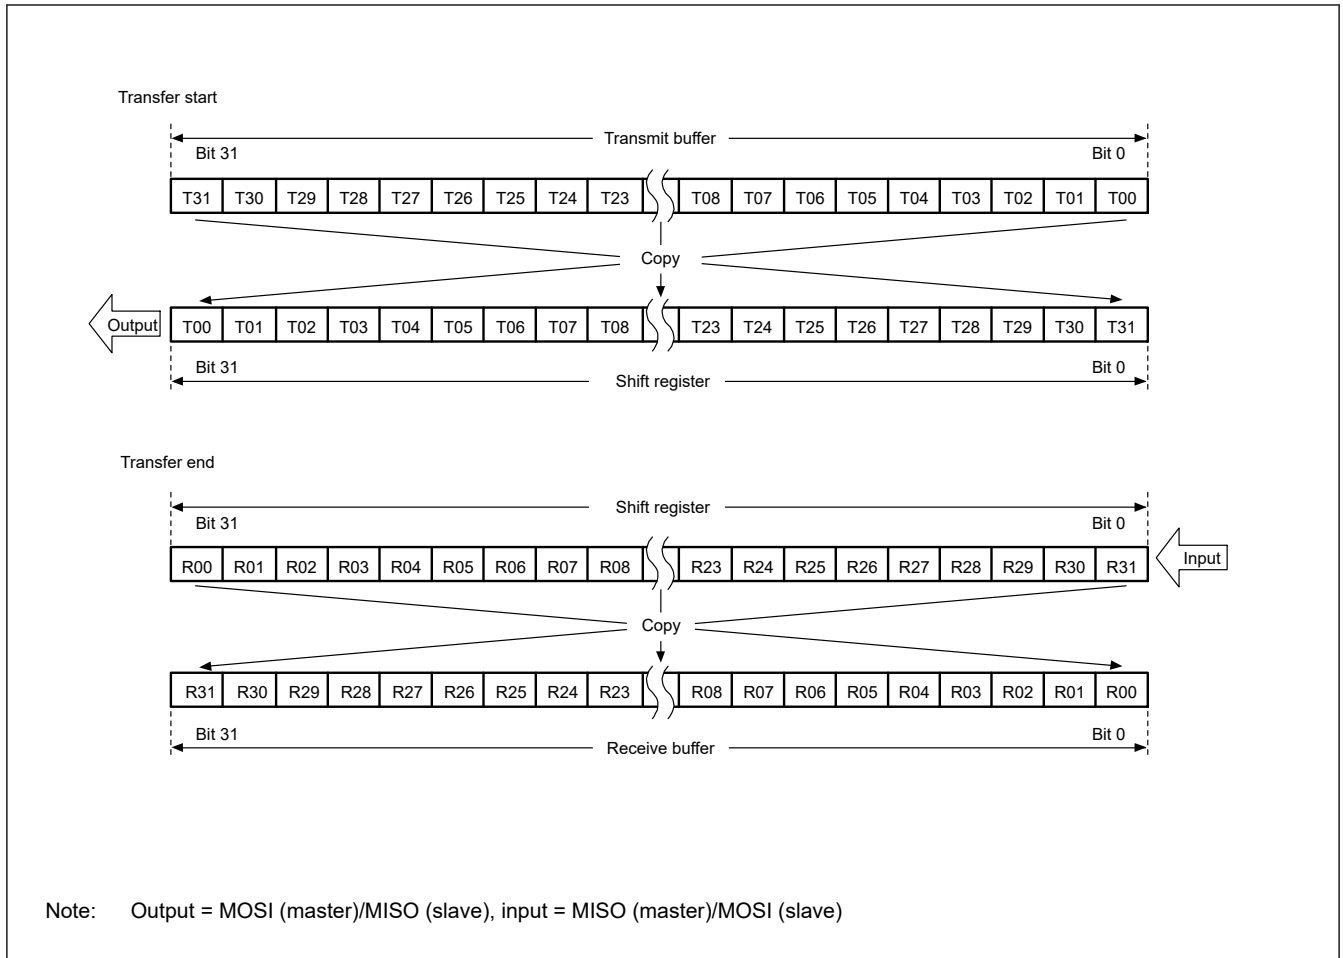 Transfer start
Transmit buffer
Bit 31 Bit 0
T31 T30 T29 T28 T27 T26 T25 T24 T23 T08 T07 T06 T05 T04 T03 T02 T01 T00
Copy
Output T00 T01 T02 T03 T04 T05 T06 T07 T08 T23 T24 T25 T26 T27 T28 T29 T30 T31
Bit 31 Bit 0
Shift register
Transfer end
Shift register
Bit 31 Bit 0
R00 R01 R02 R03 R04 R05 R06 R07 R08 R23 R24 R25 R26 R27 R28 R29 R30 R31 Input
Copy
R31 R30 R29 R28 R27 R26 R25 R24 R23 R08 R07 R06 R05 R04 R03 R02 R01 R00
Bit 31 Bit 0
Receive buffer
Note: Output = MOSI (master)/MISO (slave), input = MISO (master)/MOSI (slave)